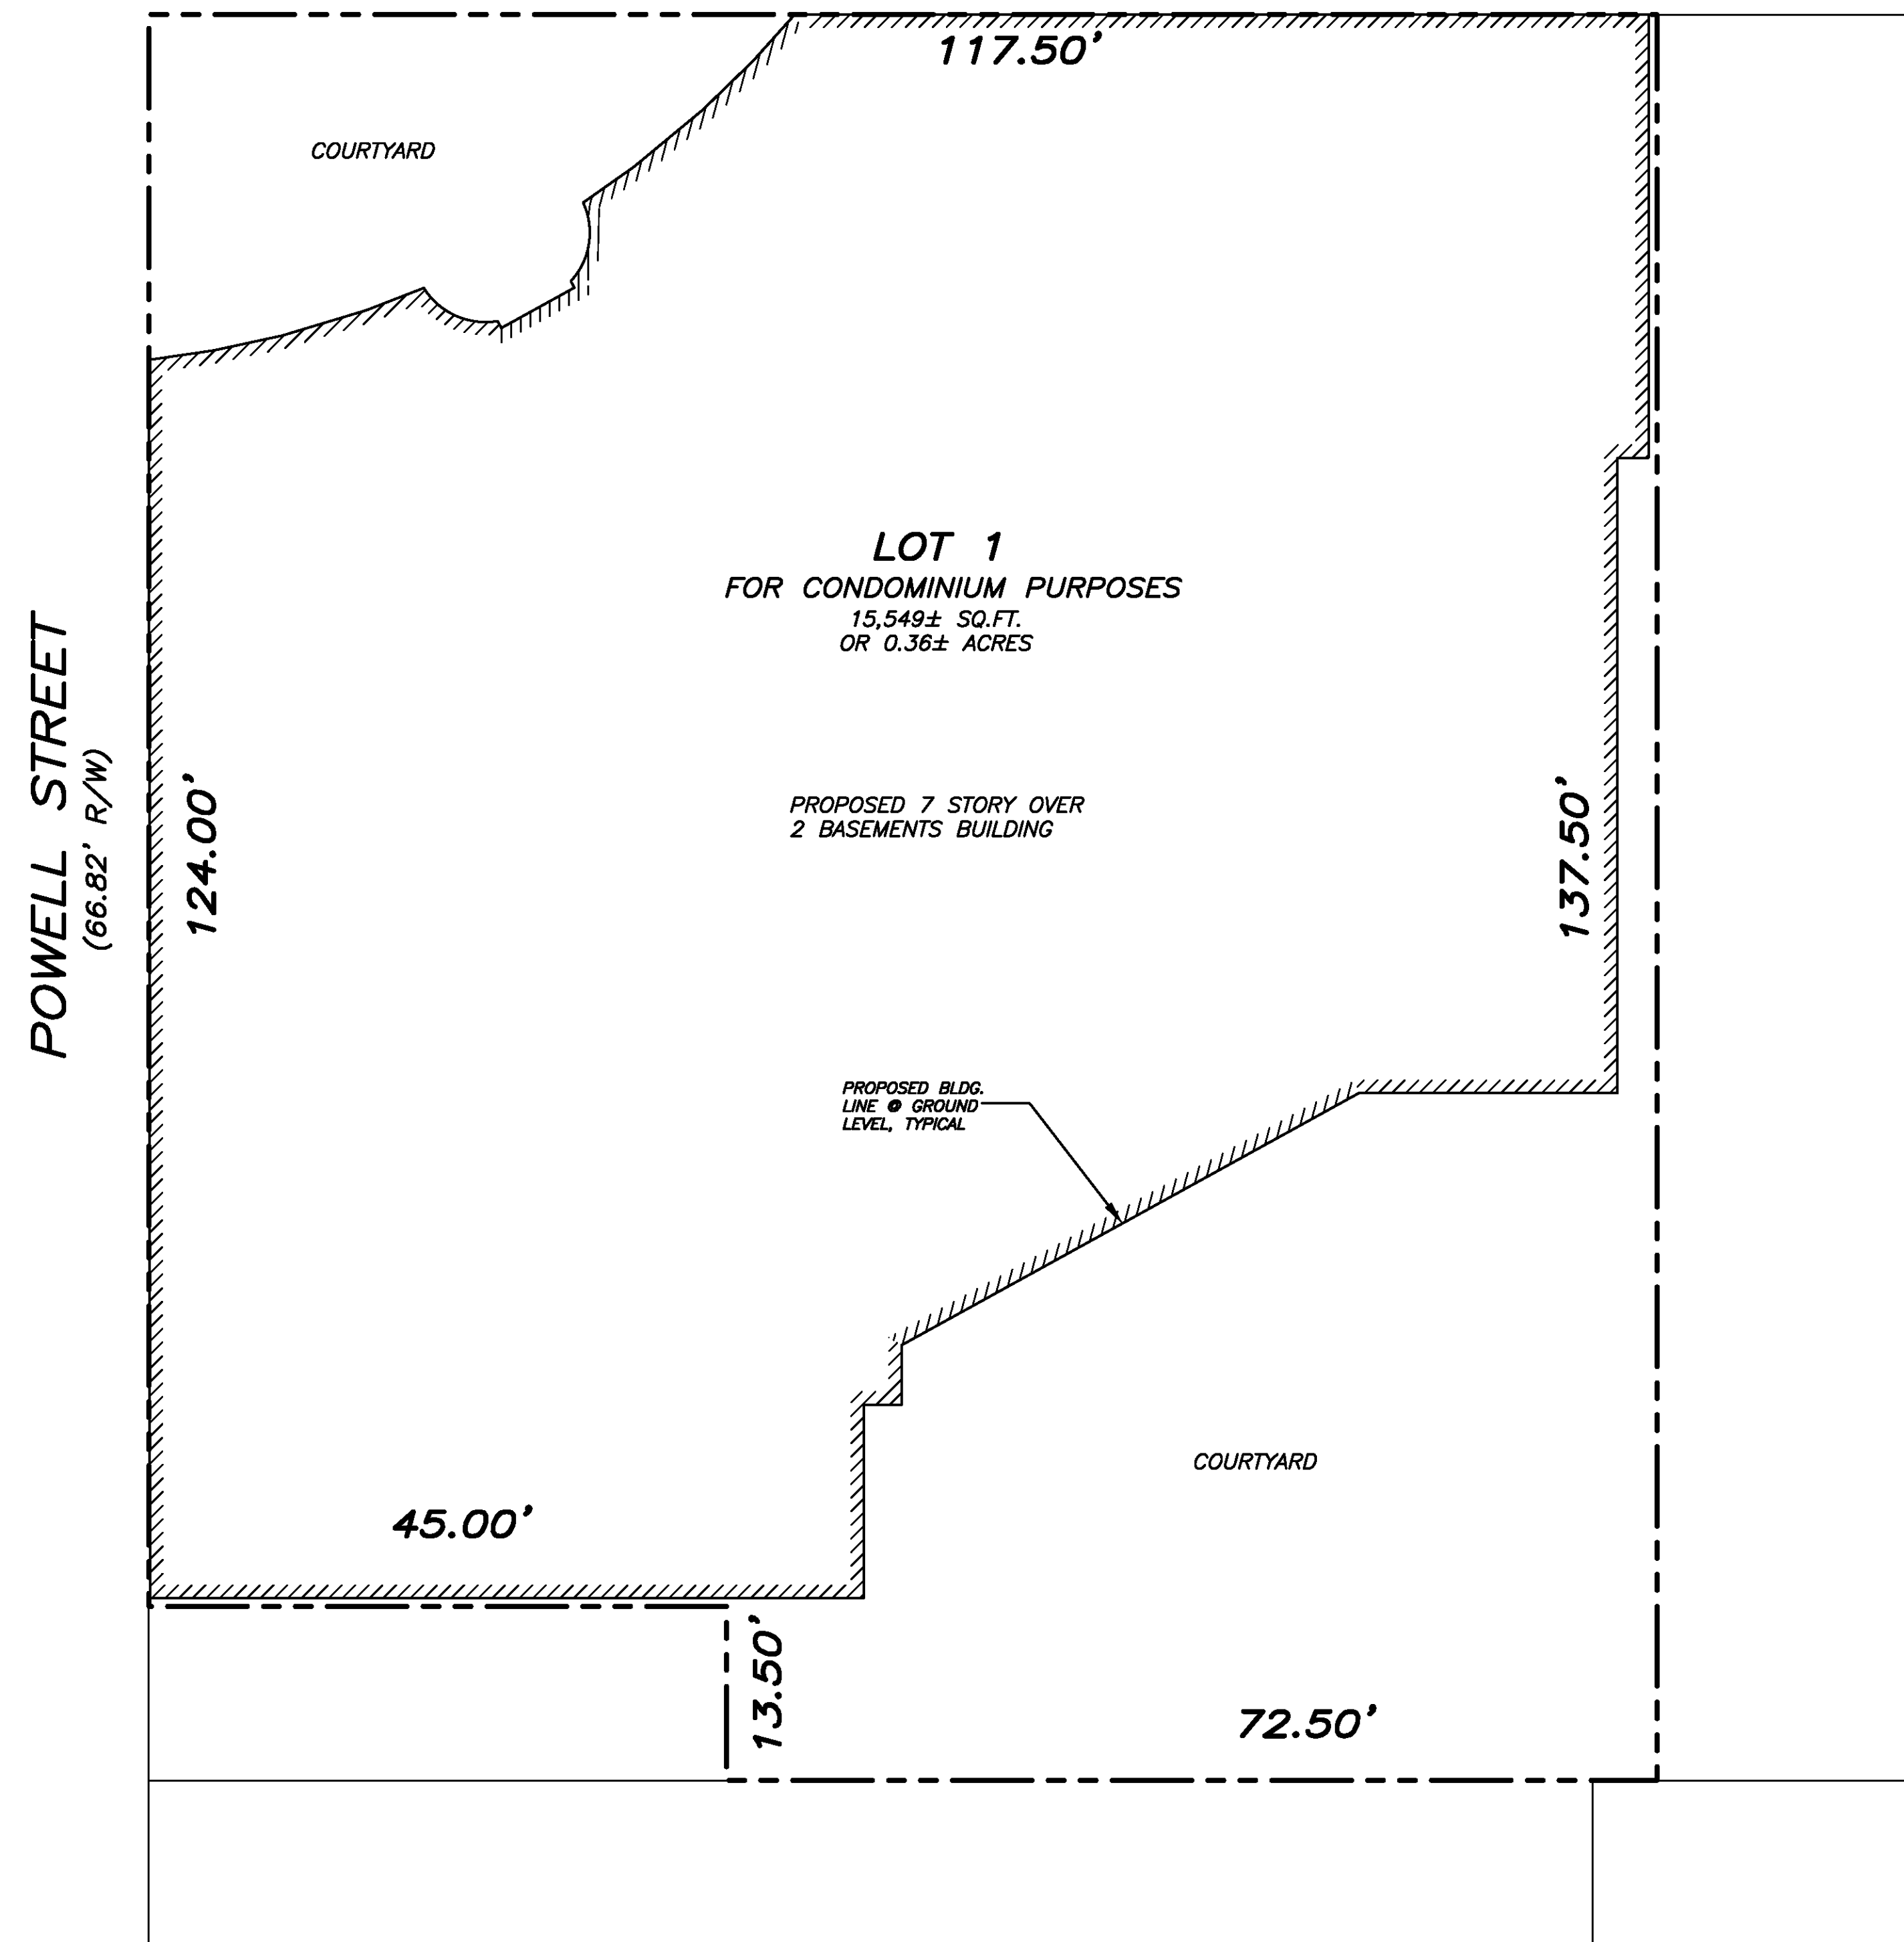 117.50'
COURTYARD
LOT 1
FOR CONDOMINIUM PURPOSES
15,549± SQ.FT.
OR 0.36± ACRES
POWELL STREET
(66.82' R/W)
124.00'
PROPOSED 7 STORY OVER
2 BASEMENTS BUILDING
137.50'
PROPOSED BLDG.
LINE @ GROUND
LEVEL, TYPICAL
COURTYARD
45.00'
13.50'
72.50'